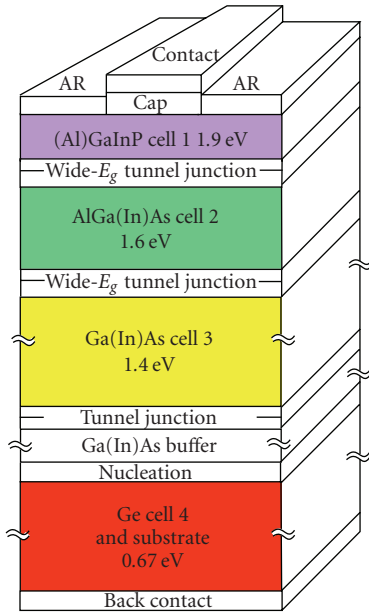 Contact
AR
AR
Cap
(Al)GaInP cell 1 1.9 eV
Wide-Eg tunnel junction
AlGa(In)As cell 2
1.6 eV
Wide-Eg tunnel junction
Ga(In)As cell 3
1.4 eV
Tunnel junction
Ga(In)As buffer
Nucleation
Ge cell 4
and substrate
0.67 eV
Back contact